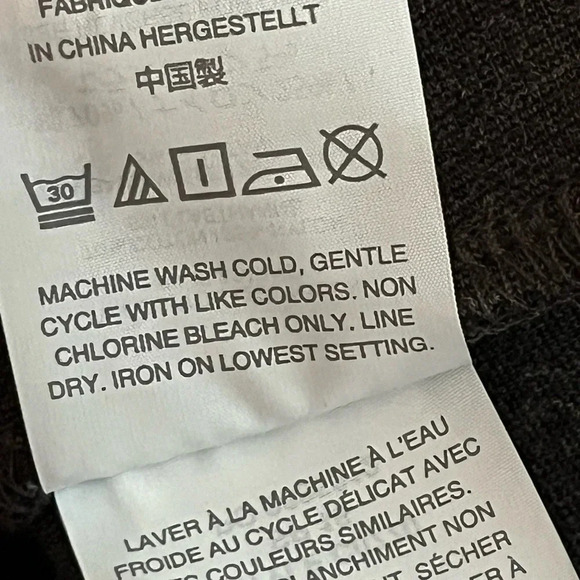 IN CHINA HERGESTELLT
中国製
30
MACHINE WASH COLD, GENTLE
CYCLE WITH LIKE COLORS. NON
CHLORINE BLEACH ONLY. LINE
DRY. IRON ON LOWEST SETTING.
LAVER À LA MACHINE À L'EAU
FROIDE AU CYCLE DÉLICAT AVEC
COULEURS SIMILAIRES.
NON
SÉCHER
À